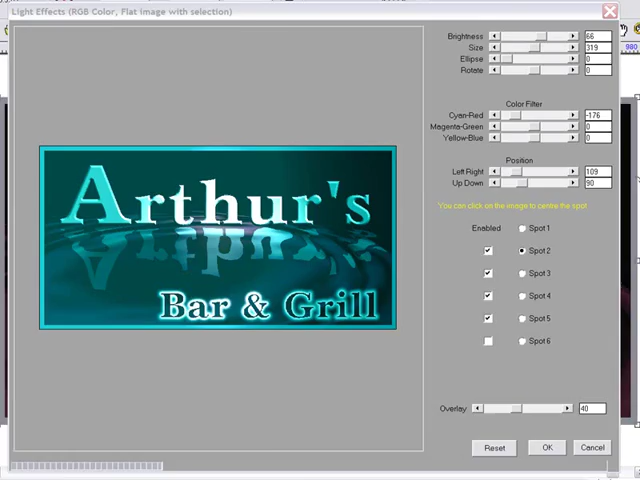 Light Effects (RGB Color, Flat image with selection)
980
Brightness 66
Size 319
Ellipse 0
Rotate 0
Color Filter
Cyan-Red -176
Magenta-Green 0
Yellow-Blue 0
Position
Left Right 109
Up Down 90
You can click on the image to centre the spot
Enabled Spot 1
Spot 2
Spot 3
Spot 4
Spot 5
Spot 6
Arthur's
Bar & Grill
Overlay 40
Reset OK Cancel